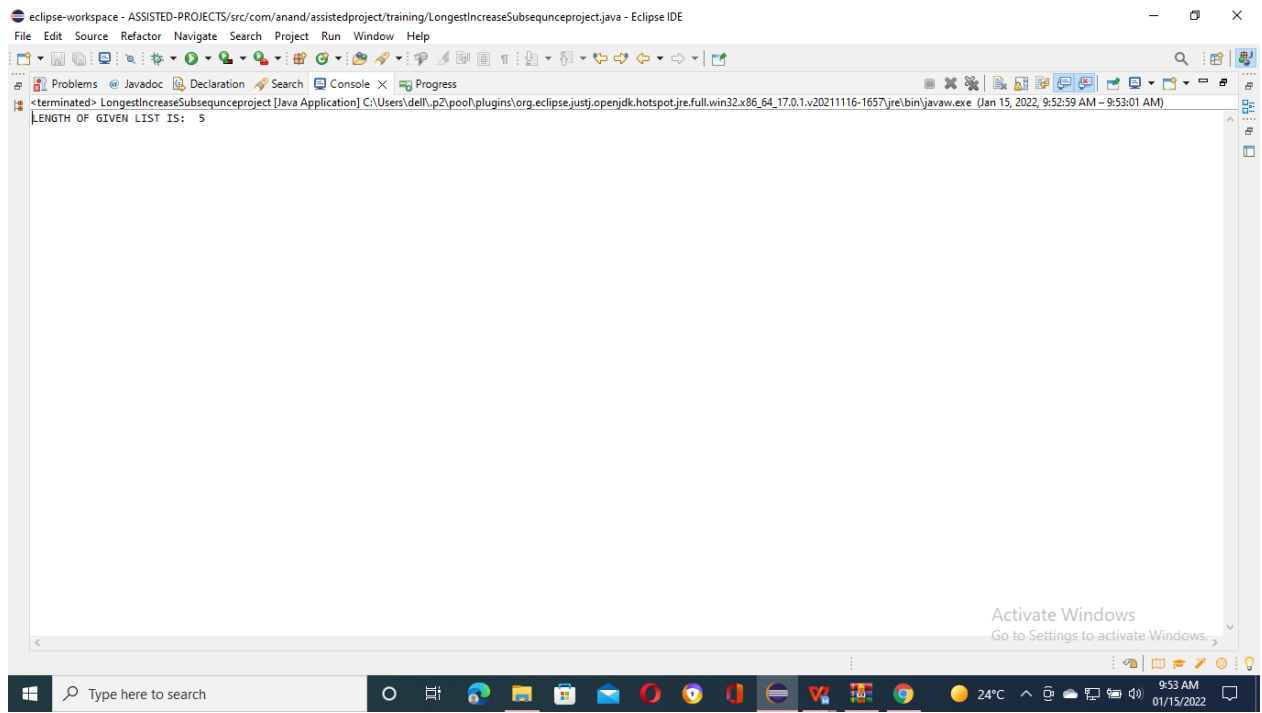 eclipse-workspace - ASSISTED-PROJECTS/src/com/anand/assistedproject/training/LongestIncreaseSubsequnceproject.java - Eclipse IDE
File Edit Source Refactor Navigate Search Project Run Window Help
Problems @ Javadoc Declaration Search Console Progress
<terminated> LongestIncreaseSubsequnceproject [Java Application] C:\Users\dell\.p2\pool\plugins\org.eclipse.justj.openjdk.hotspot.jre.full.win32.x86_64_17.0.1.v20211116-1657\jre\bin\javaw.exe (Jan 15, 2022, 9:52:59 AM – 9:53:01 AM)
LENGTH OF GIVEN LIST IS: 5
Activate Windows
Go to Settings to activate Windows.
Type here to search
24°C
9:53 AM
01/15/2022